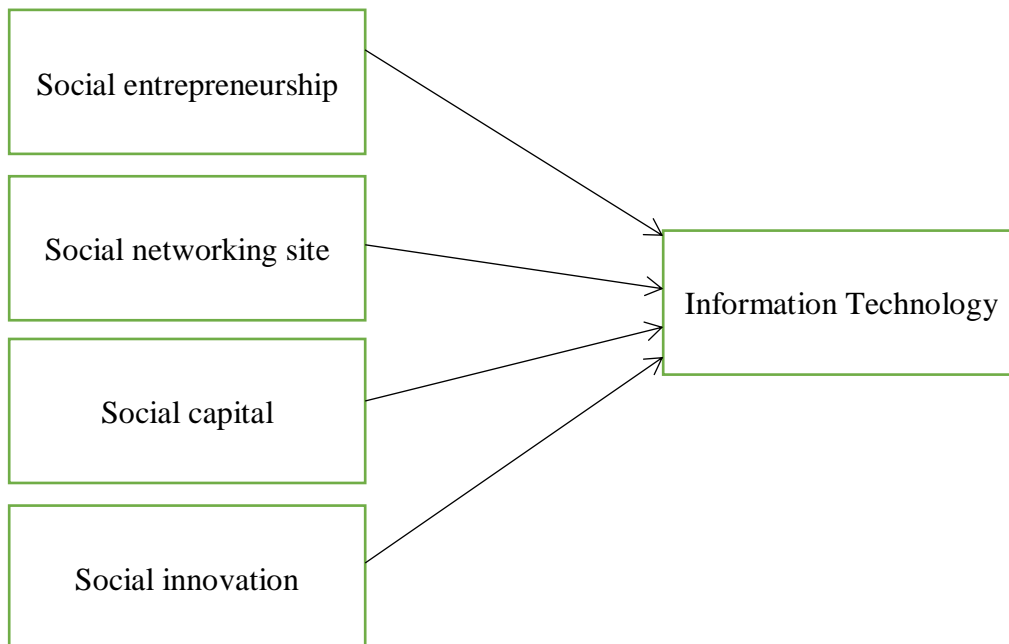 Social entrepreneurship
Social networking site
Information Technology
Social capital
Social innovation